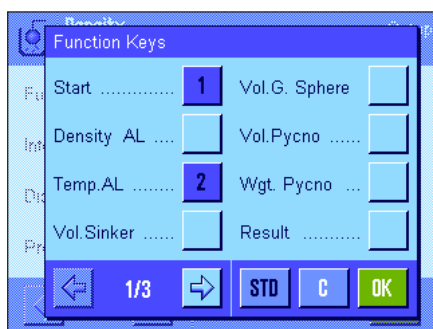 Density
Function Keys
Start ............. 1
Density AL ....
Temp.AL ........ 2
Vol.Sinker ......
Vol.G. Sphere
Vol.Pycno ......
Wgt. Pycno ...
Result ...........
1/3
STD
C
OK